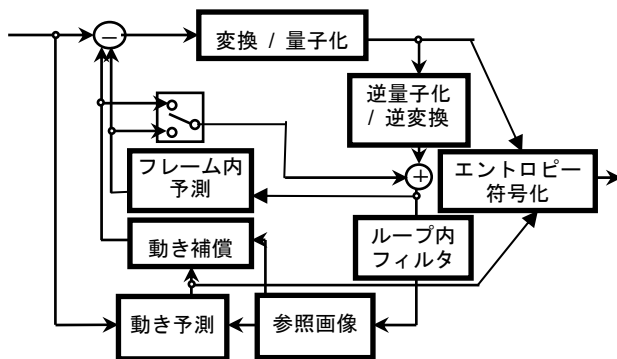 変換 / 量子化
逆量子化
/ 逆変換
エントロピー
符号化
フレーム内
予測
ループ内
フィルタ
動き補償
動き予測
参照画像